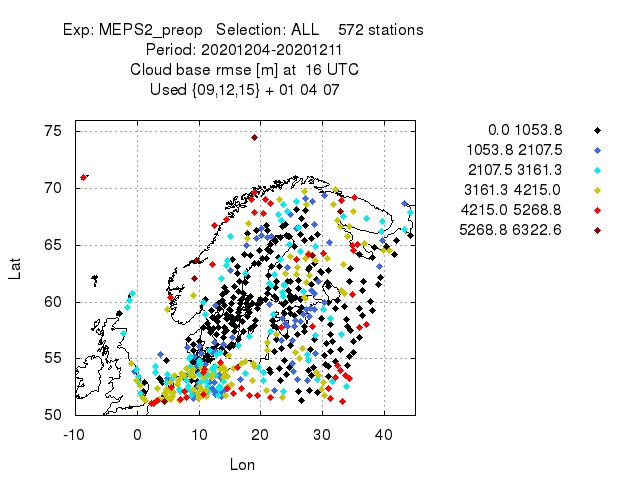 Exp: MEPS2_preop Selection: ALL 572 stations
Period: 20201204-20201211
Cloud base rmse [m] at 16 UTC
Used {09,12,15} + 01 04 07
0.0 1053.8
1053.8 2107.5
2107.5 3161.3
3161.3 4215.0
4215.0 5268.8
5268.8 6322.6
75
70
65
60
55
50
Lat
-10 0 10 20 30 40
Lon